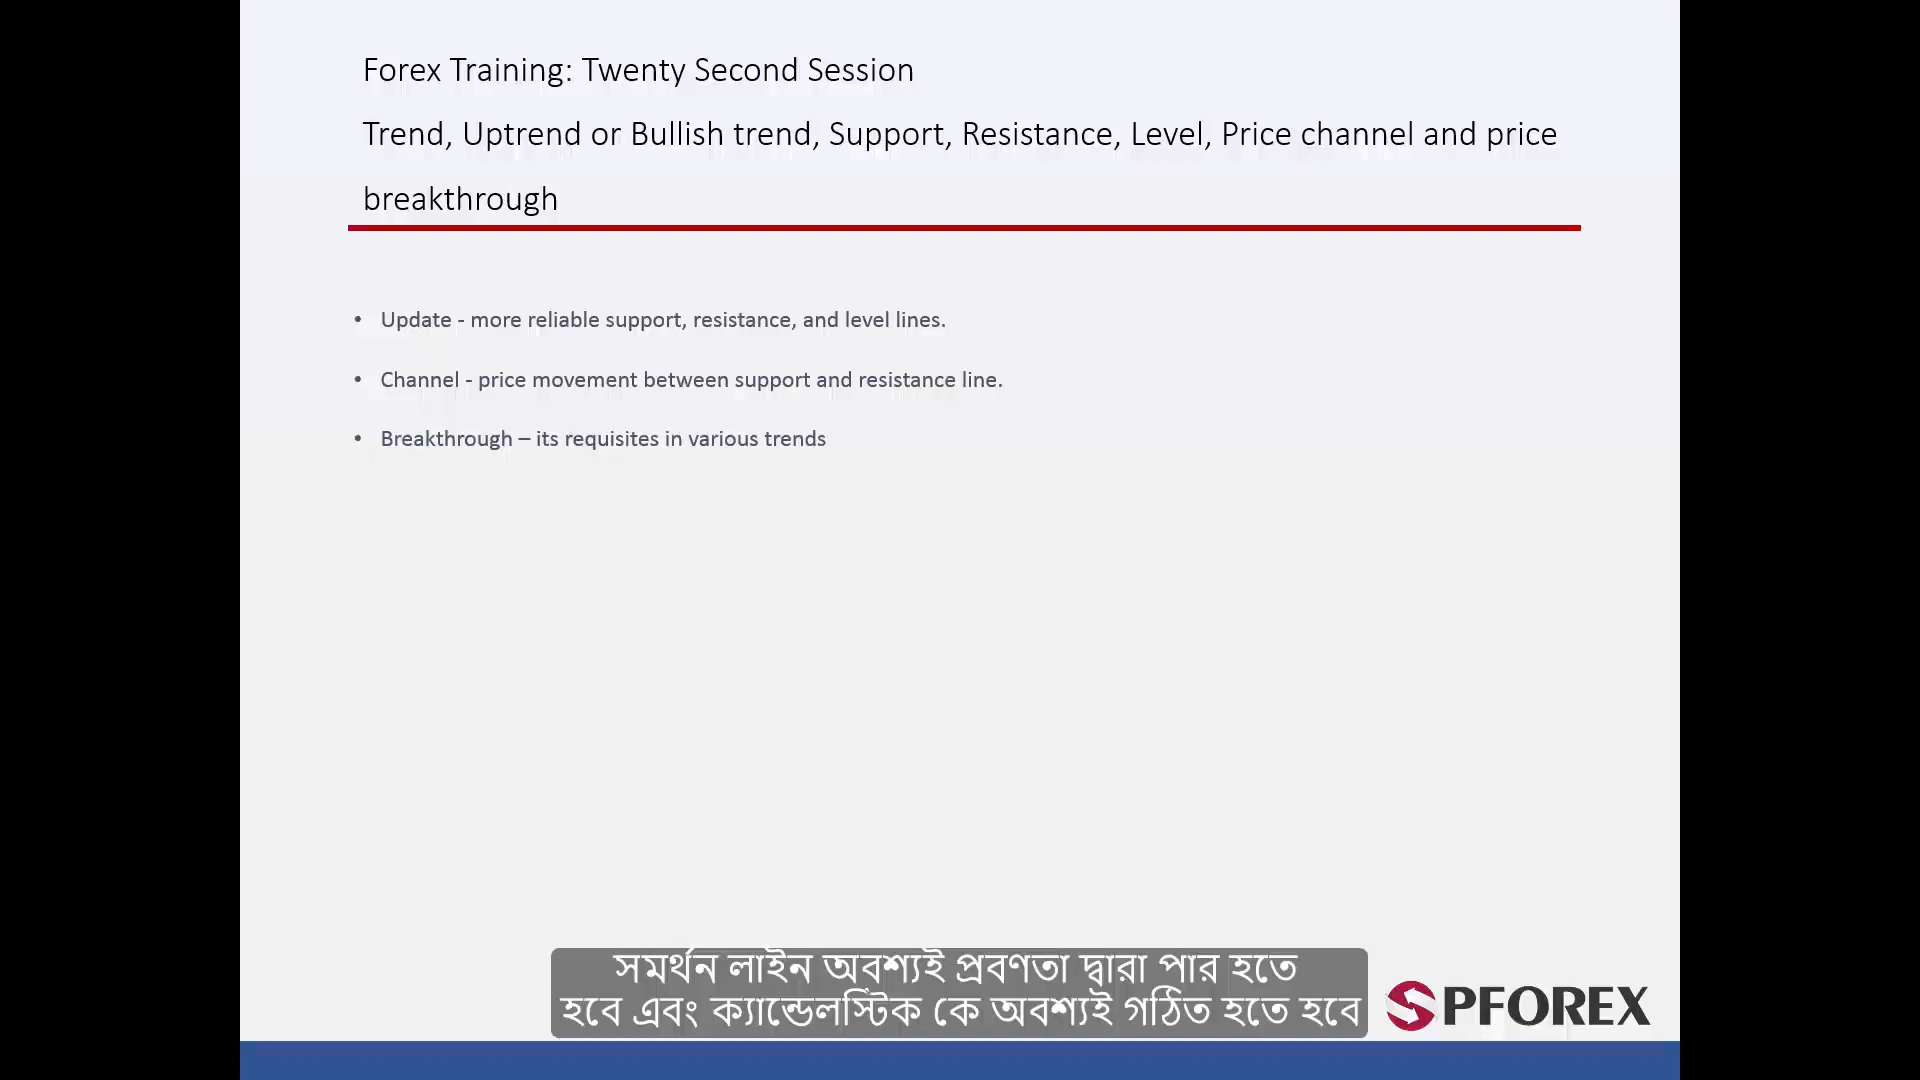 Forex Training: Twenty Second Session
Trend, Uptrend or Bullish trend, Support, Resistance, Level, Price channel and price
breakthrough
• Update - more reliable support, resistance, and level lines.
• Channel - price movement between support and resistance line.
• Breakthrough – its requisites in various trends
সমর্থন লাইন অবশ্যই প্রবণতা দ্বারা পার হতে
হবে এবং ক্যান্ডেলস্টিক কে অবশ্যই গঠিত হতে হবে
SPFOREX